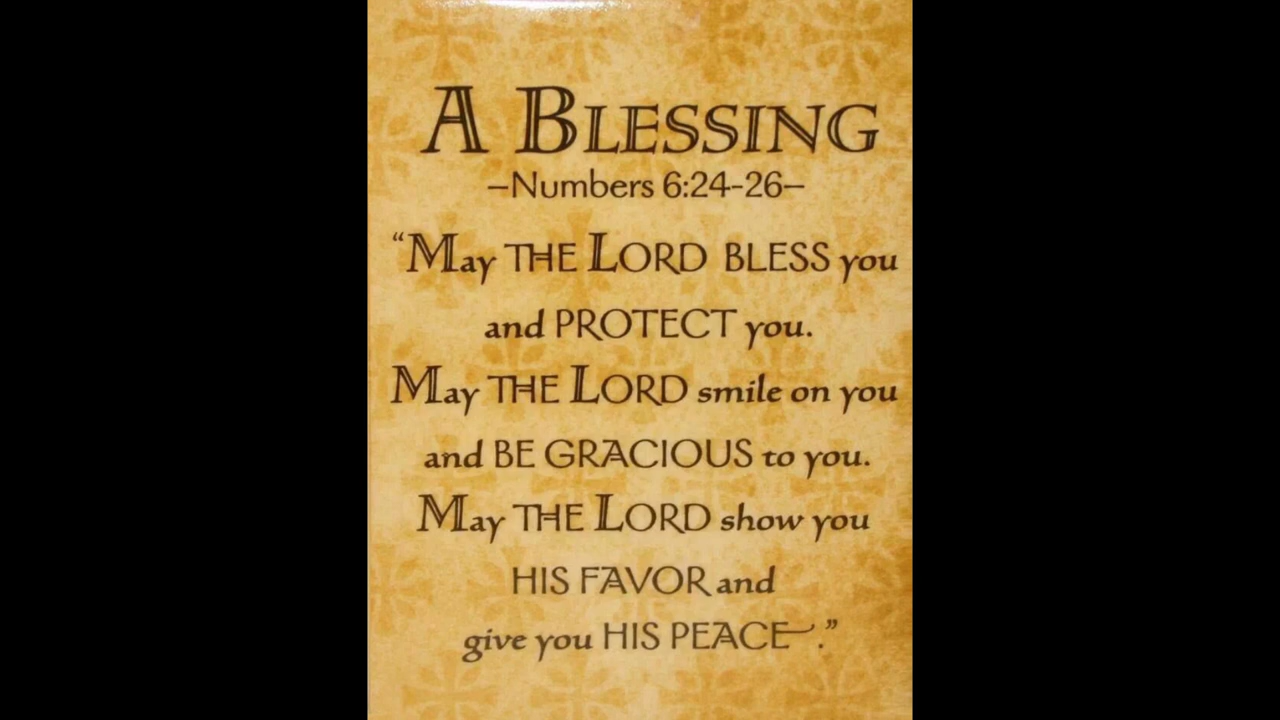 A BLESSING
–Numbers 6:24-26–
“May THE LORD BLESS you
and PROTECT you.
May THE LORD smile on you
and BE GRACIOUS to you.
May THE LORD show you
HIS FAVOR and
give you HIS PEACE.”